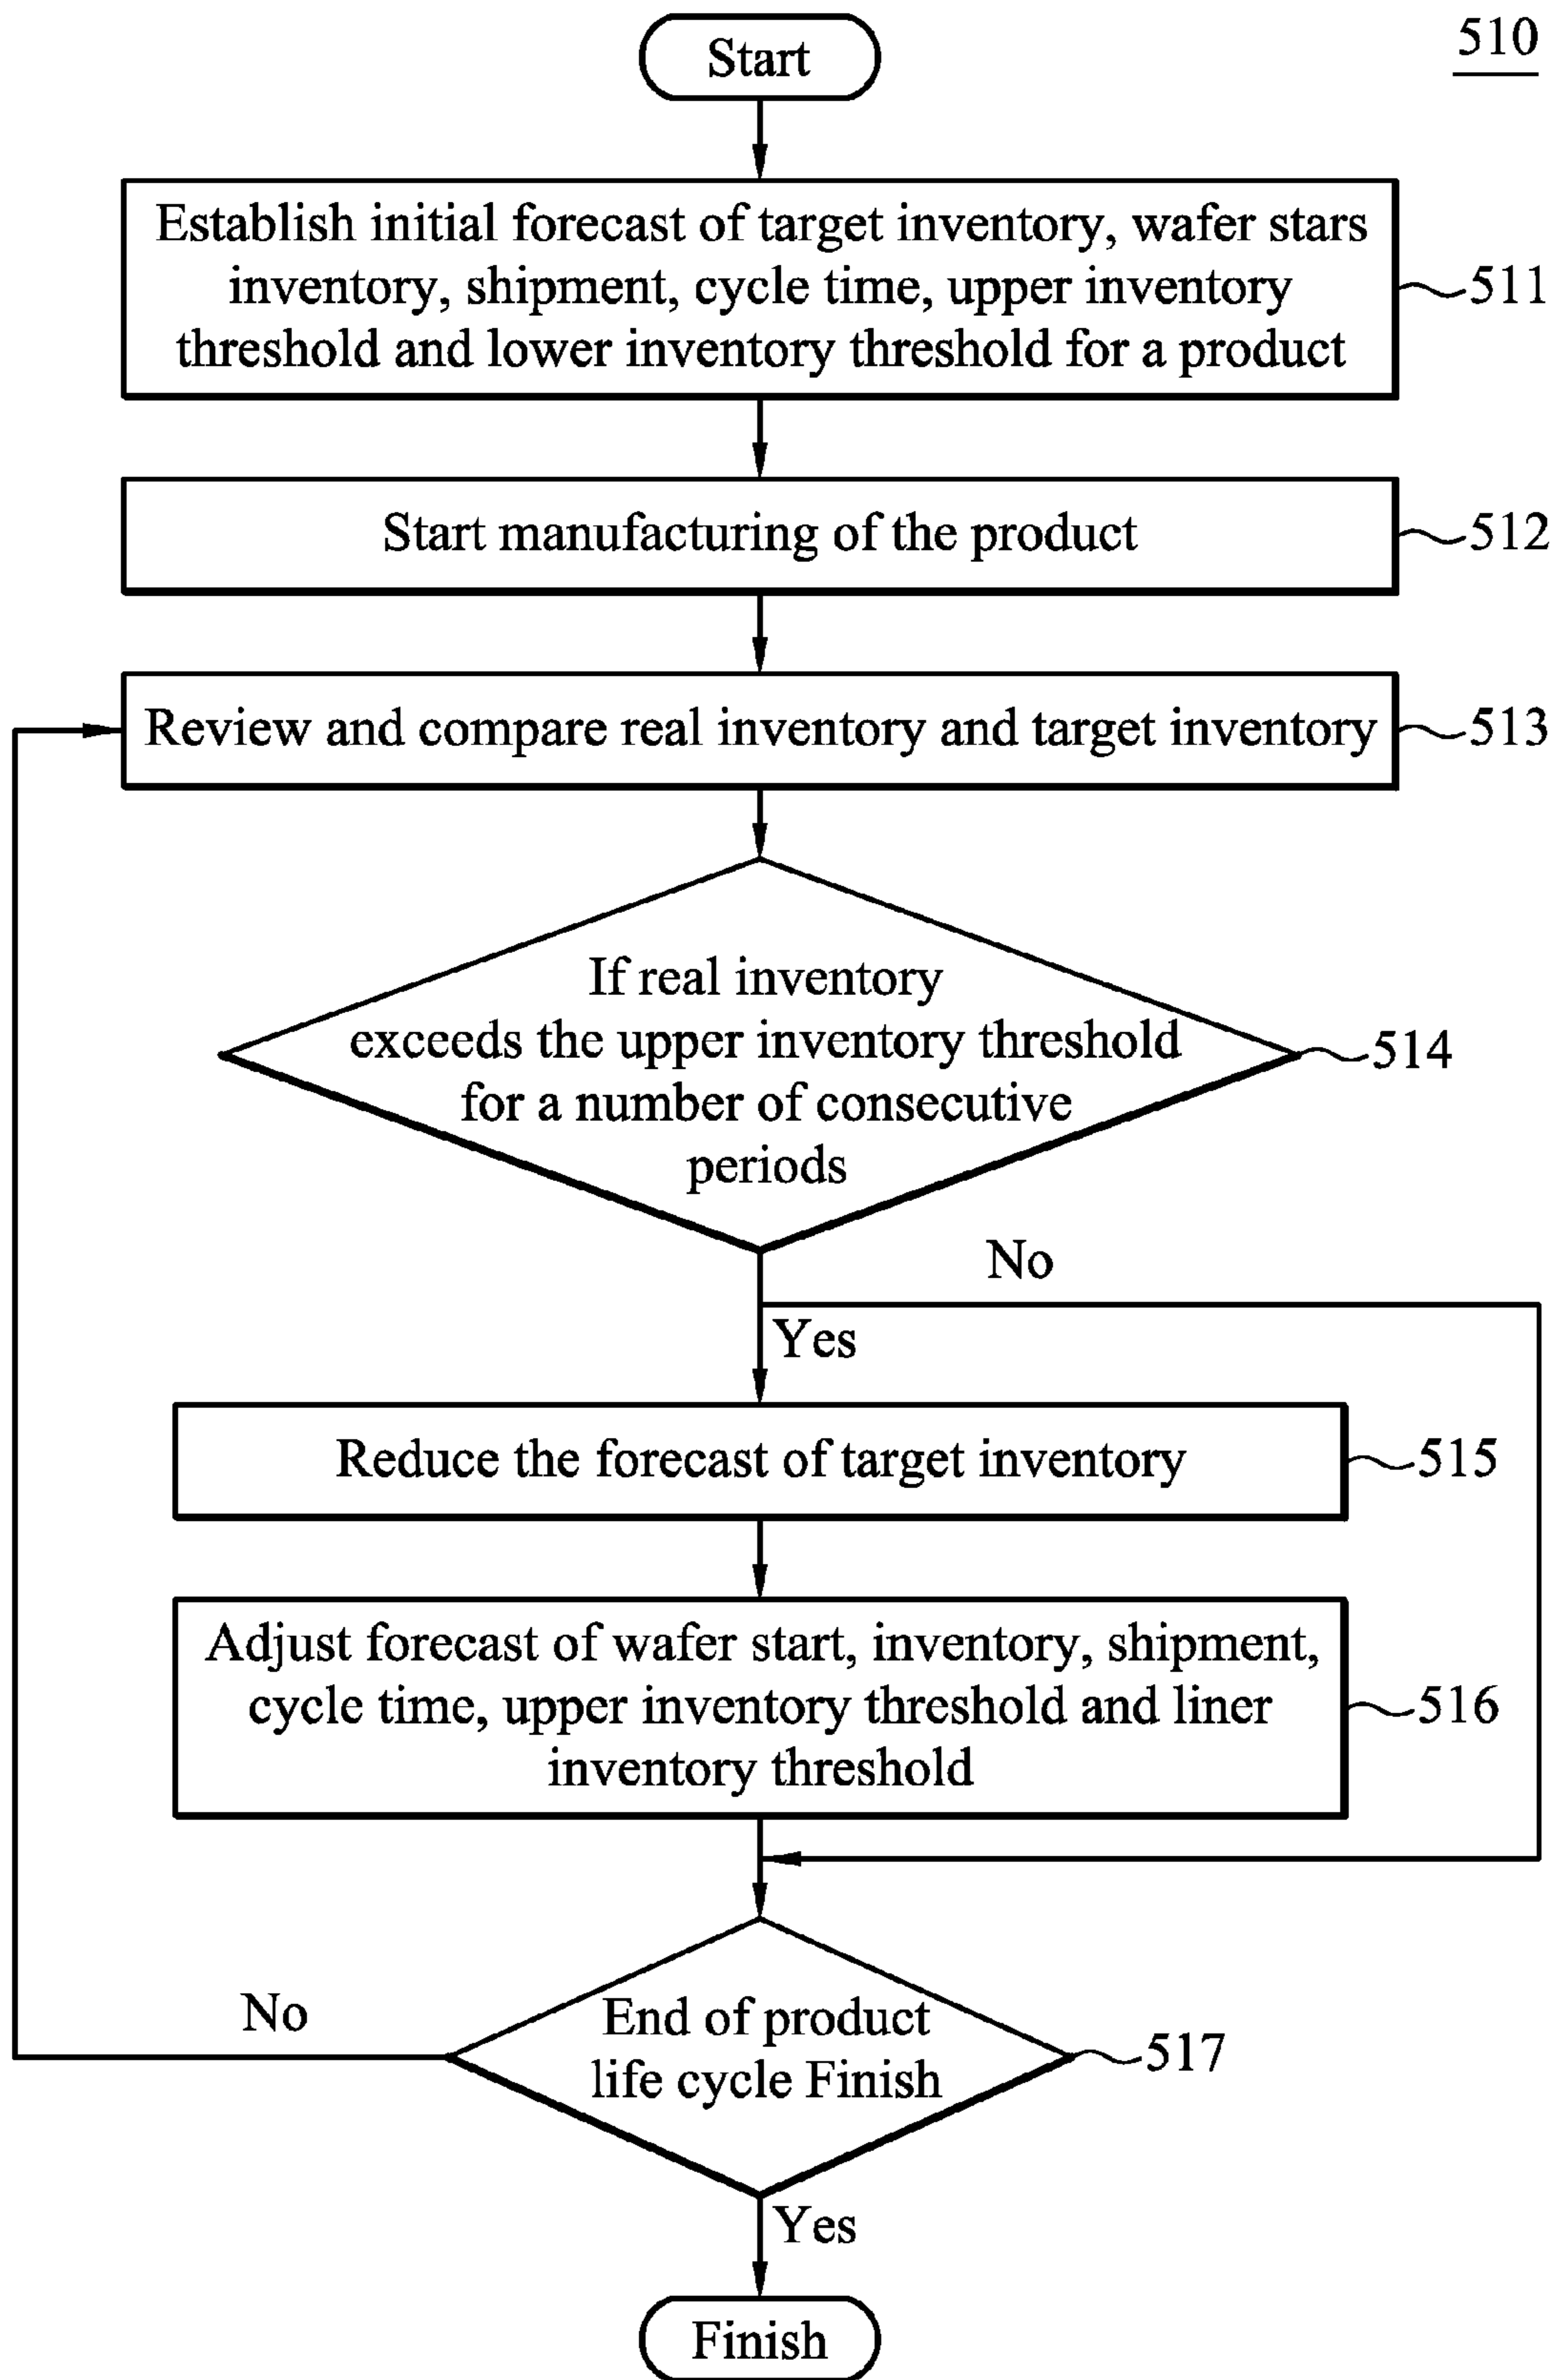 510
Start
Establish initial forecast of target inventory, wafer stars
inventory, shipment, cycle time, upper inventory
threshold and lower inventory threshold for a product
511
Start manufacturing of the product
512
Review and compare real inventory and target inventory
513
If real inventory
exceeds the upper inventory threshold
for a number of consecutive
periods
514
No
Yes
Reduce the forecast of target inventory
515
Adjust forecast of wafer start, inventory, shipment,
cycle time, upper inventory threshold and liner
inventory threshold
516
No
End of product
life cycle Finish
517
Yes
Finish